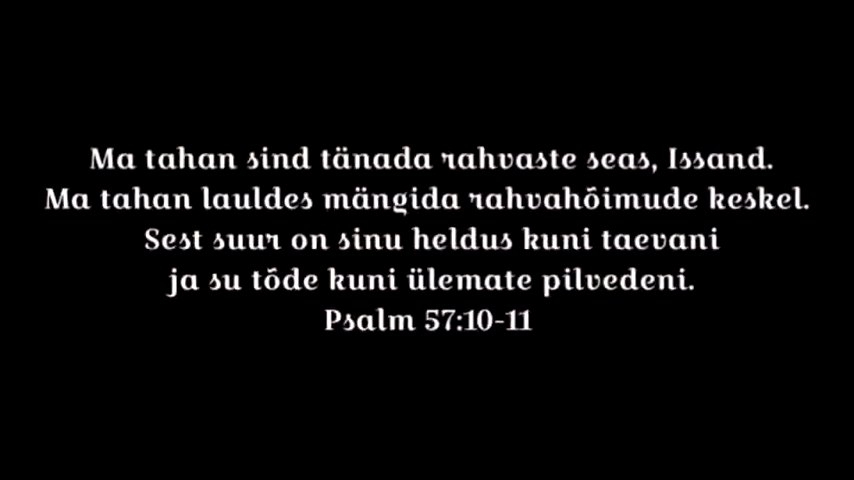 Ma tahan sind tänada rahvaste seas, Issand.
Ma tahan lauldes mängida rahvahõimude keskel.
Sest suur on sinu heldus kuni taevani
ja su tõde kuni ülemate pilvedeni.
Psalm 57:10-11